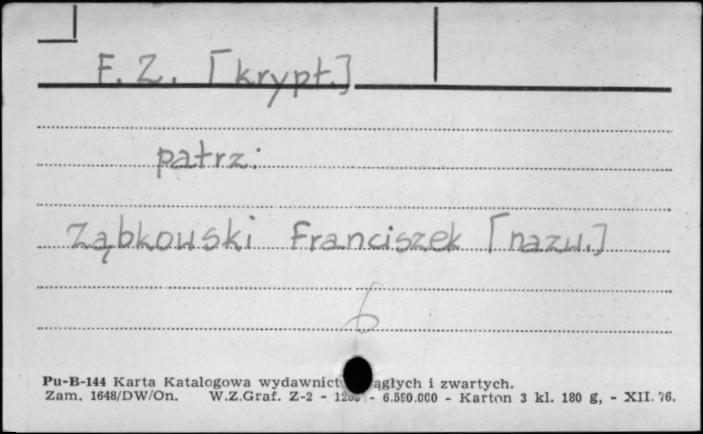 F. Z. [krypt.]
patrz:
Ząbkowski Franciszek [nazw.]
6
Pu-B-144 Karta Katalogowa wydawnictw ciągłych i zwartych.
Zam. 1648/DW/On. W.Z.Graf. Z-2 - - 6.500.000 - Karton 3 kl. 180 g, - XII. 76.